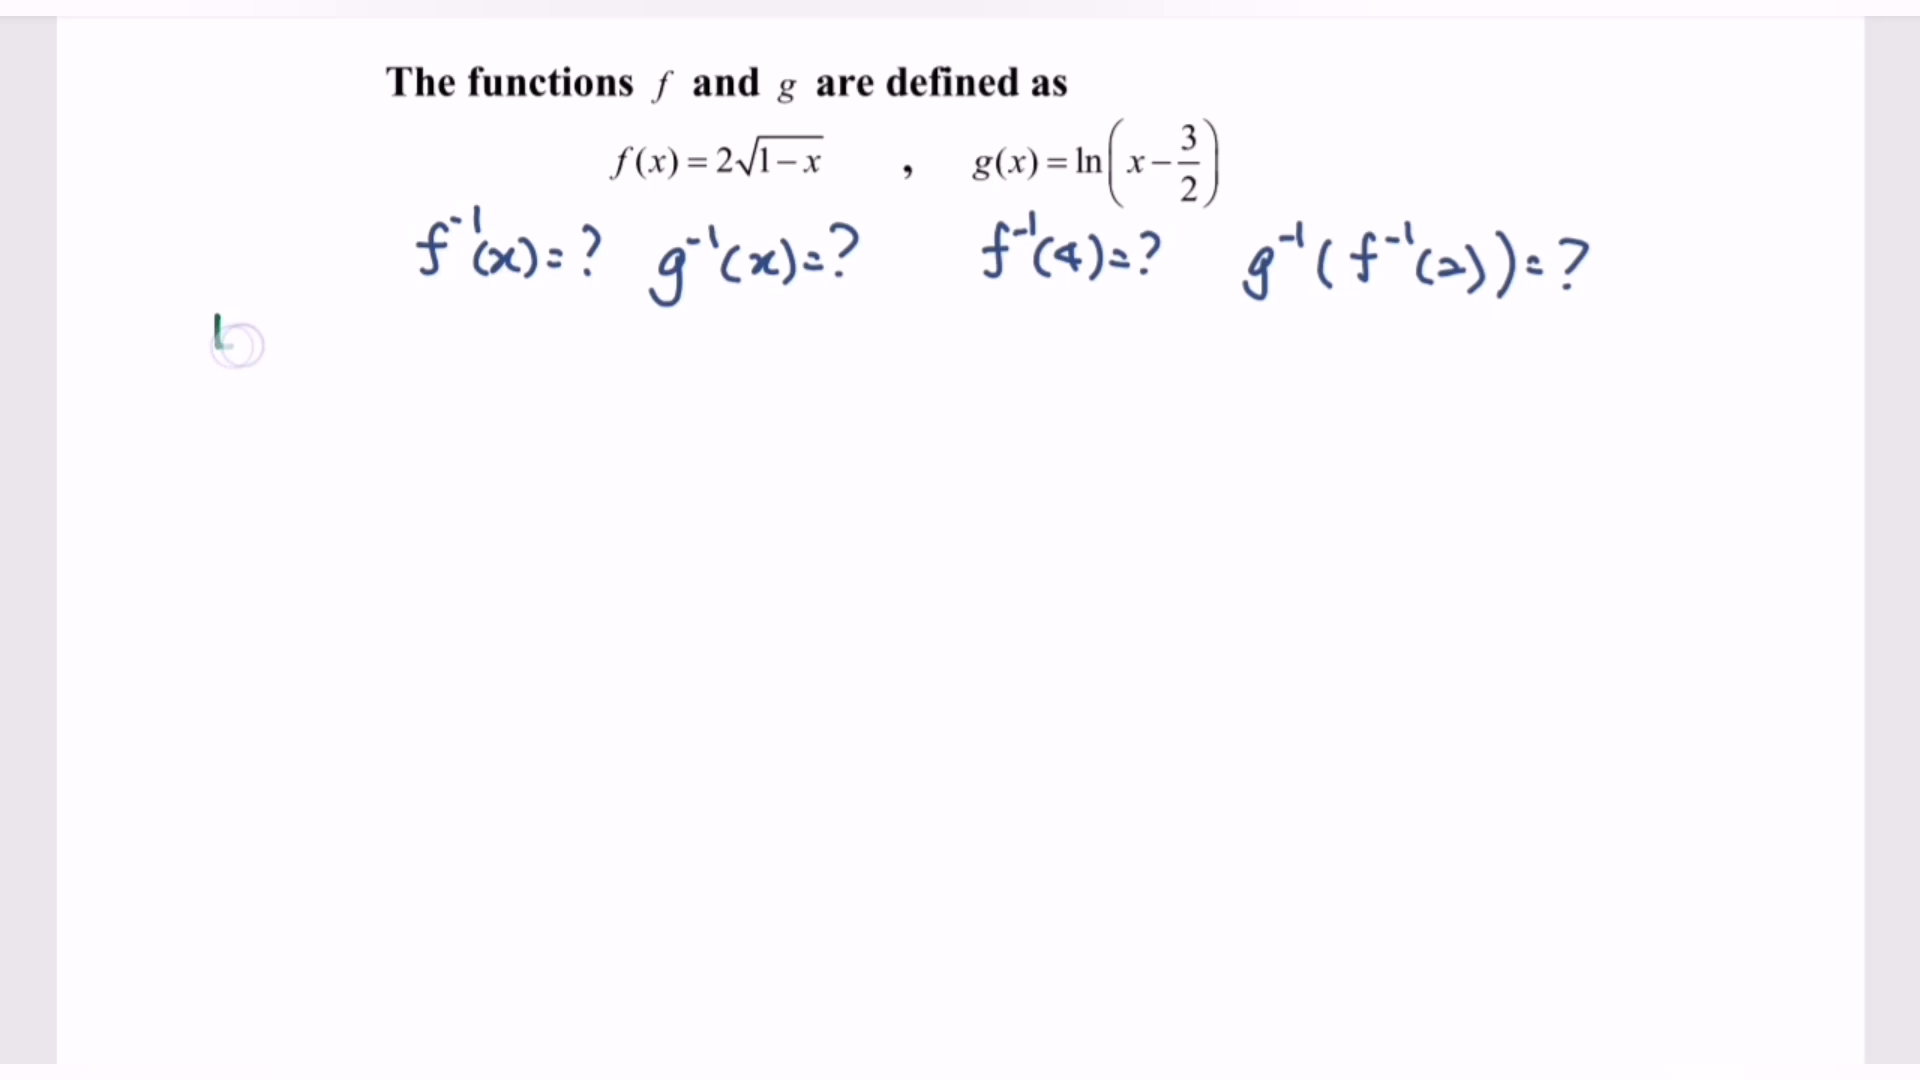 The functions f and g are defined as
f(x) = 2√(1−x) , g(x) = ln(x − 3/2)
f⁻¹(x)=? g⁻¹(x)=? f⁻¹(4)=? g⁻¹(f⁻¹(2))=?